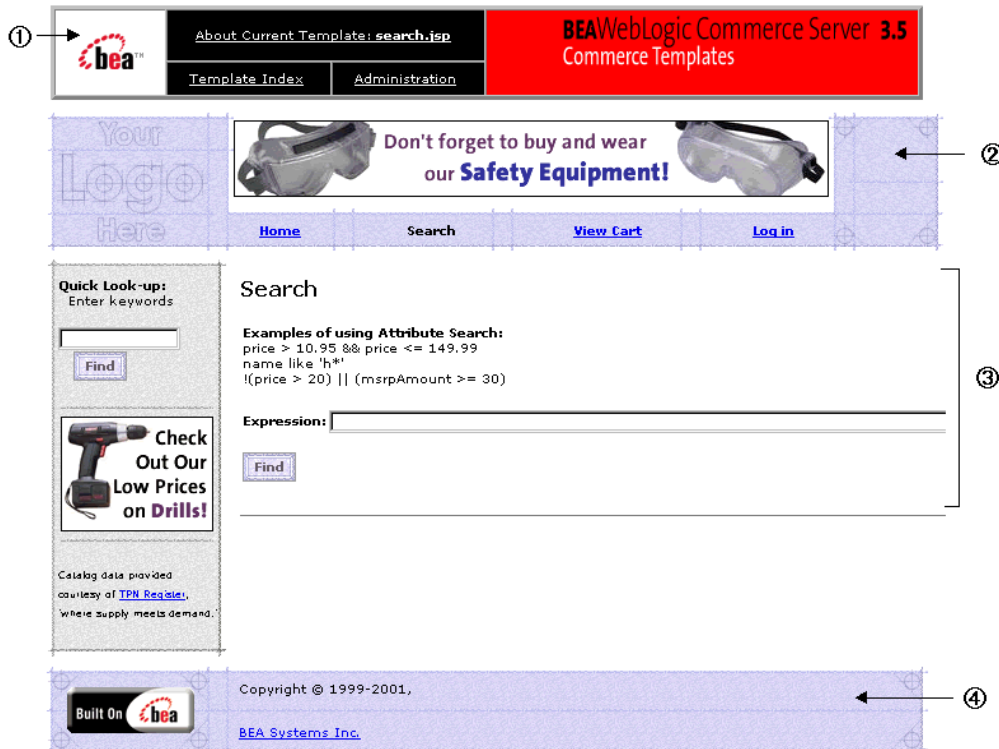 ①
bea™
About Current Template: search.jsp
Template Index
Administration
BEAWebLogic Commerce Server 3.5
Commerce Templates
Your
Logo
Here
Don't forget to buy and wear
our Safety Equipment!
②
Home
Search
View Cart
Log in
Quick Look-up:
Enter keywords
Find
Check
Out Our
Low Prices
on Drills!
Catalog data provided
courtesy of TPN Register,
'where supply meets demand.'
Search
Examples of using Attribute Search:
price > 10.95 && price <= 149.99
name like 'h*'
!(price > 20) || (msrpAmount >= 30)
Expression:
Find
③
Built On bea
Copyright © 1999-2001,
BEA Systems Inc.
④